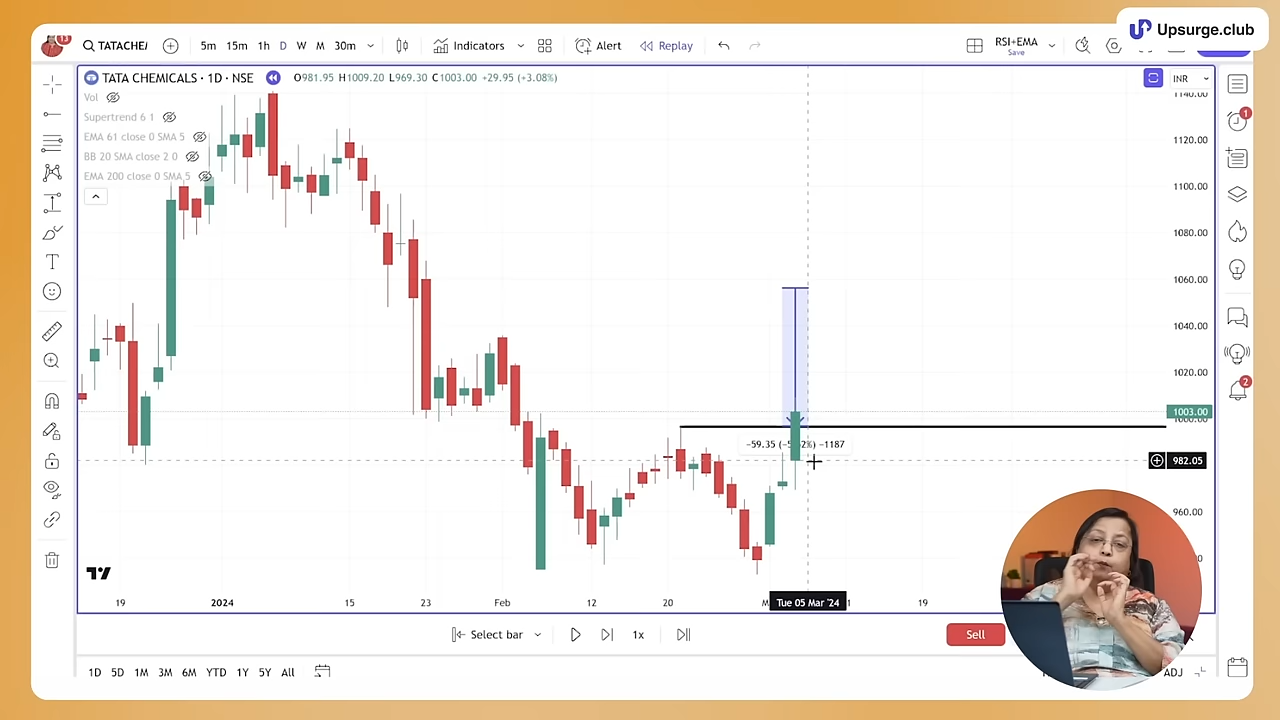 Upsurge.club
13
TATACHE
5m 15m 1h D W M 30m
Indicators
Alert
Replay
RSI+EMA
Save
TATA CHEMICALS · 1D · NSE
O981.95 H1009.20 L969.30 C1003.00 +29.95 (+3.08%)
INR
Vol
Supertrend 6 1
EMA 61 close 0 SMA 5
BB 20 SMA close 2 0
EMA 200 close 0 SMA 5
1140.00
1120.00
1100.00
1080.00
1060.00
1040.00
1020.00
1003.00
982.05
960.00
1
2
19 2024 15 23 Feb 12 20 Tue 05 Mar '24 19
Select bar
1x
Sell
1D 5D 1M 3M 6M YTD 1Y 5Y All
ADJ